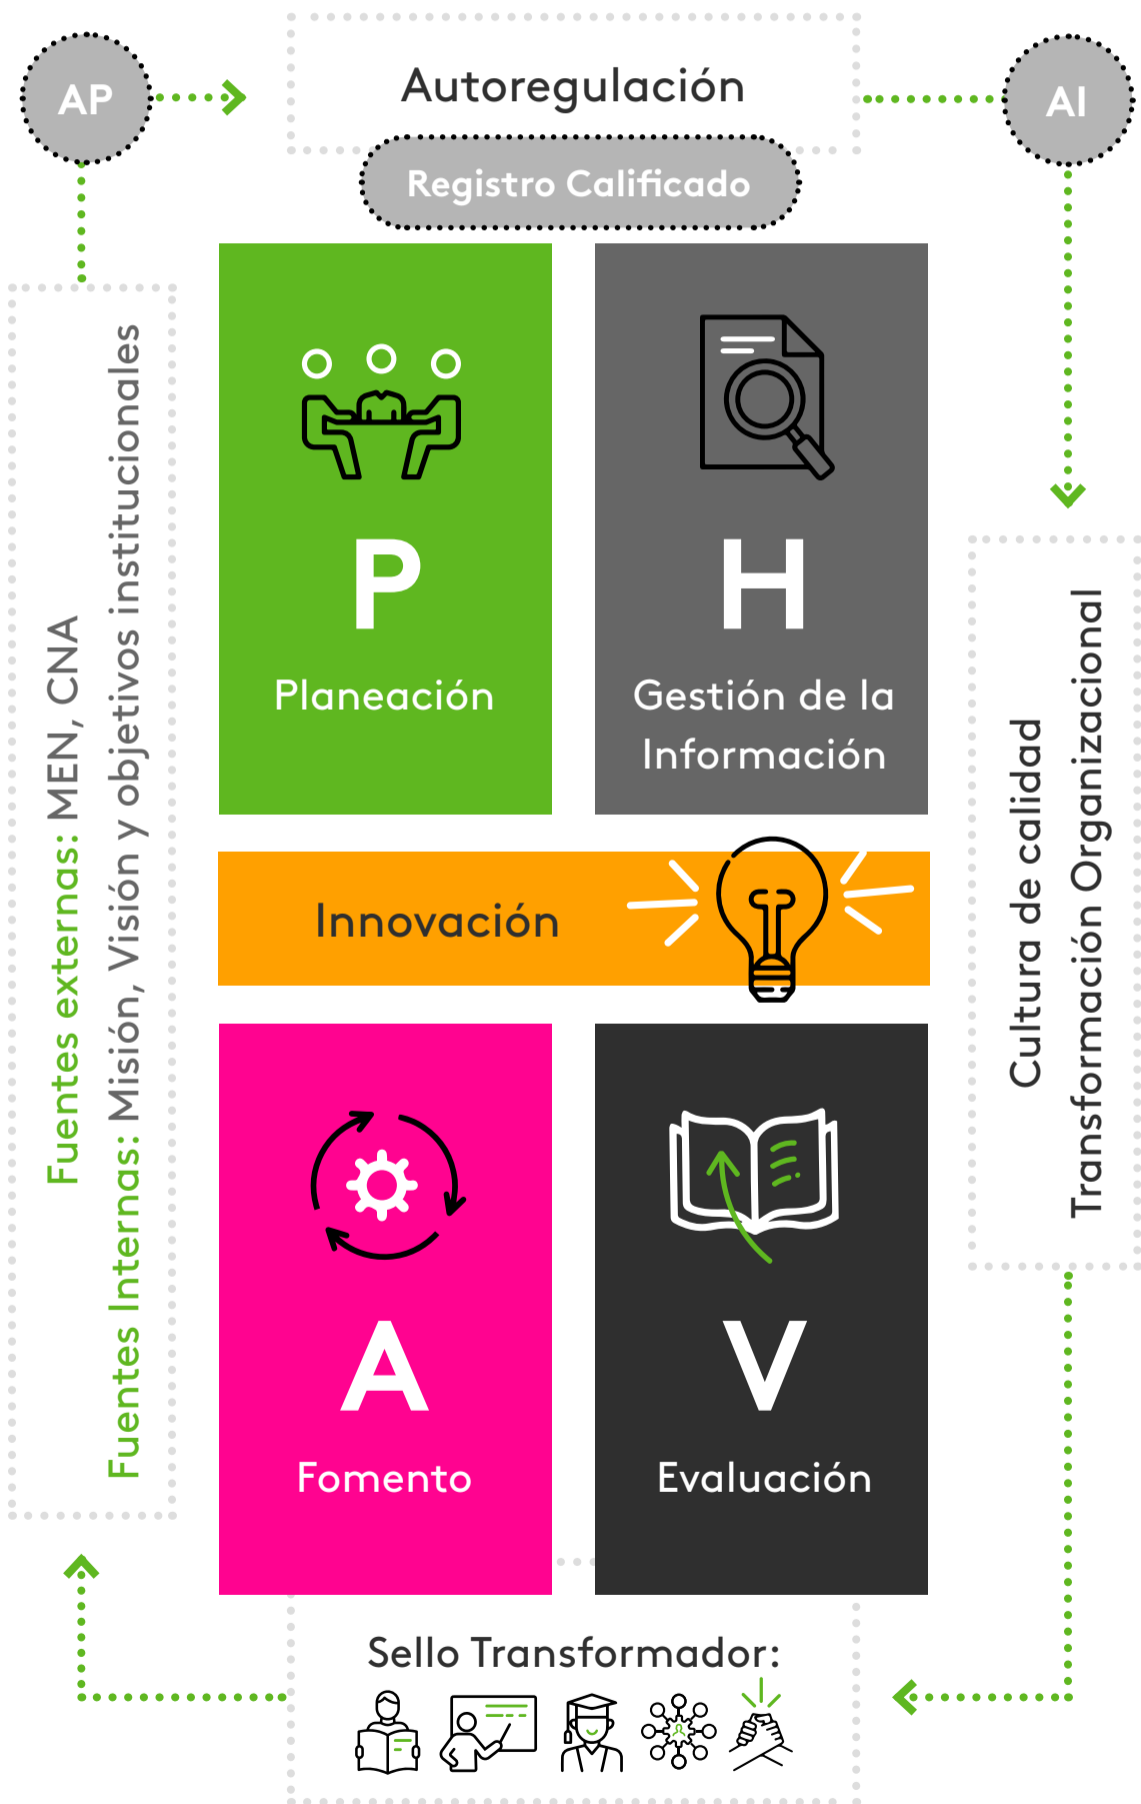 AP
Autoregulación
AI
Registro Calificado
Fuentes externas: MEN, CNA
Fuentes Internas: Misión, Visión y objetivos institucionales
P
Planeación
H
Gestión de la
Información
Innovación
A
Fomento
V
Evaluación
Cultura de calidad
Transformación Organizacional
Sello Transformador: